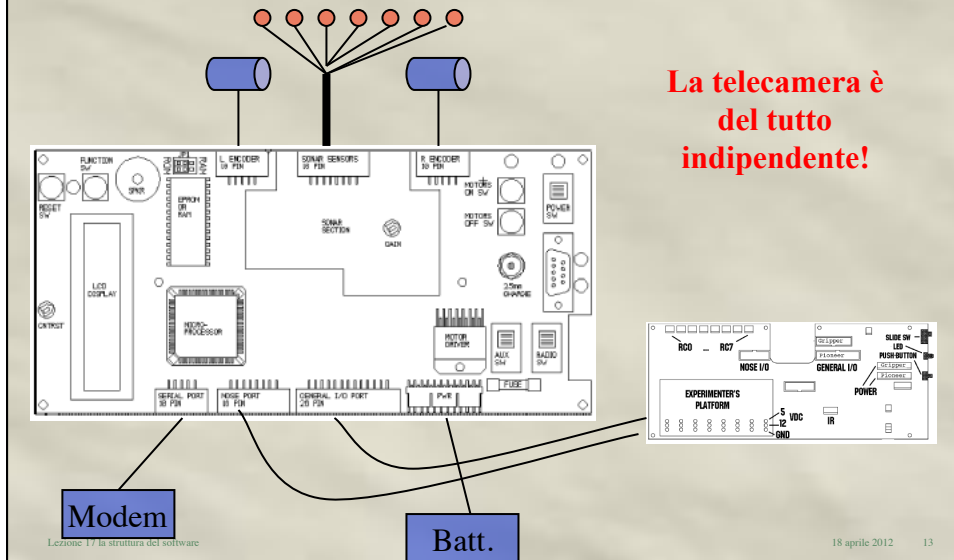 La telecamera è
del tutto
indipendente!
FUNCTION
SW
RESET
SW
SPKR
ROM
RAM
EPROM
OR
RAM
L ENCODER
10 PIN
SONAR SENSORS
16 PIN
R ENCODER
10 PIN
MOTORS
ON SW
MOTORS
OFF SW
POWER
SW
SONAR
SECTION
GAIN
LCD
DISPLAY
CNTRST
MICRO-
PROCESSOR
2.5mm
CHARGE
MOTOR
DRIVER
AUX
SW
RADIO
SW
FUSE
SERIAL PORT
10 PIN
NOSE PORT
16 PIN
GENERAL I/O PORT
20 PIN
PWR
RC0 ... RC7
NOSE I/O
Gripper
Pioneer
GENERAL I/O
SLIDE SW
LED
PUSH-BUTTON
Gripper
Pioneer
POWER
EXPERIMENTER'S
PLATFORM
5
VDC
12
GND
IR
Modem
Batt.
Lezione 17 la struttura del software
18 aprile 2012
13